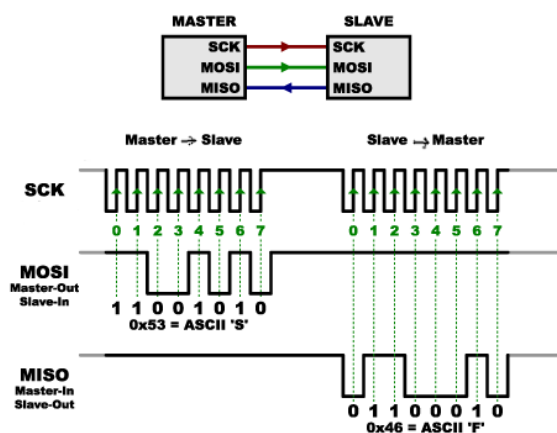 MASTER SLAVE
SCK SCK
MOSI MOSI
MISO MISO
Master → Slave Slave → Master
SCK
0 1 2 3 4 5 6 7 0 1 2 3 4 5 6 7
MOSI
Master-Out
Slave-In
1 1 0 0 1 0 1 0
0x53 = ASCII 'S'
MISO
Master-In
Slave-Out
0 1 1 0 0 0 1 0
0x46 = ASCII 'F'